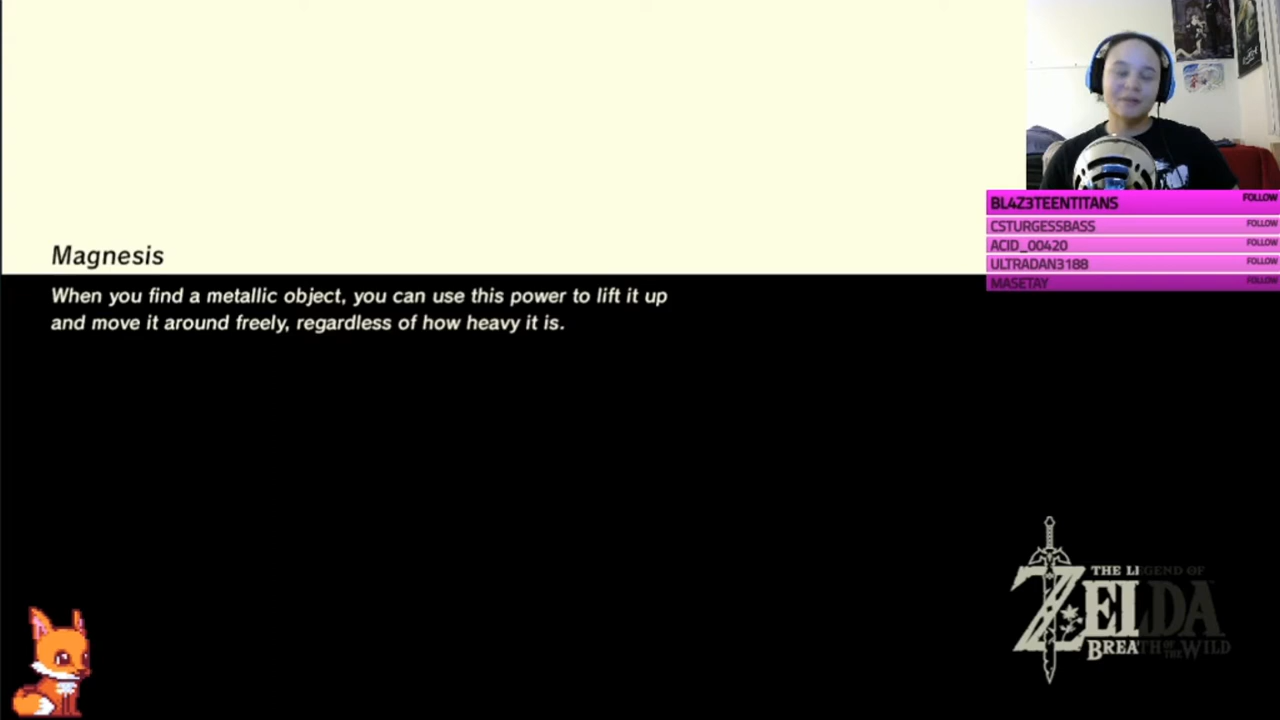 BL4Z3TEENTITANS FOLLOW
CSTURGESSBASS FOLLOW
ACID_00420 FOLLOW
ULTRADAN3188 FOLLOW
MASETAY FOLLOW
Magnesis
When you find a metallic object, you can use this power to lift it up
and move it around freely, regardless of how heavy it is.
THE LEGEND OF
ZELDA
BREATH OF THE WILD